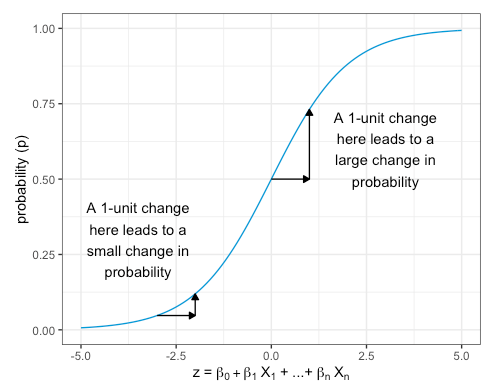 1.00
0.75
0.50
0.25
0.00
probability (p)
A 1-unit change
here leads to a
large change in
probability
A 1-unit change
here leads to a
small change in
probability
-5.0
-2.5
0.0
2.5
5.0
z = β₀ + β₁ X₁ + ...+ βₙ Xₙ